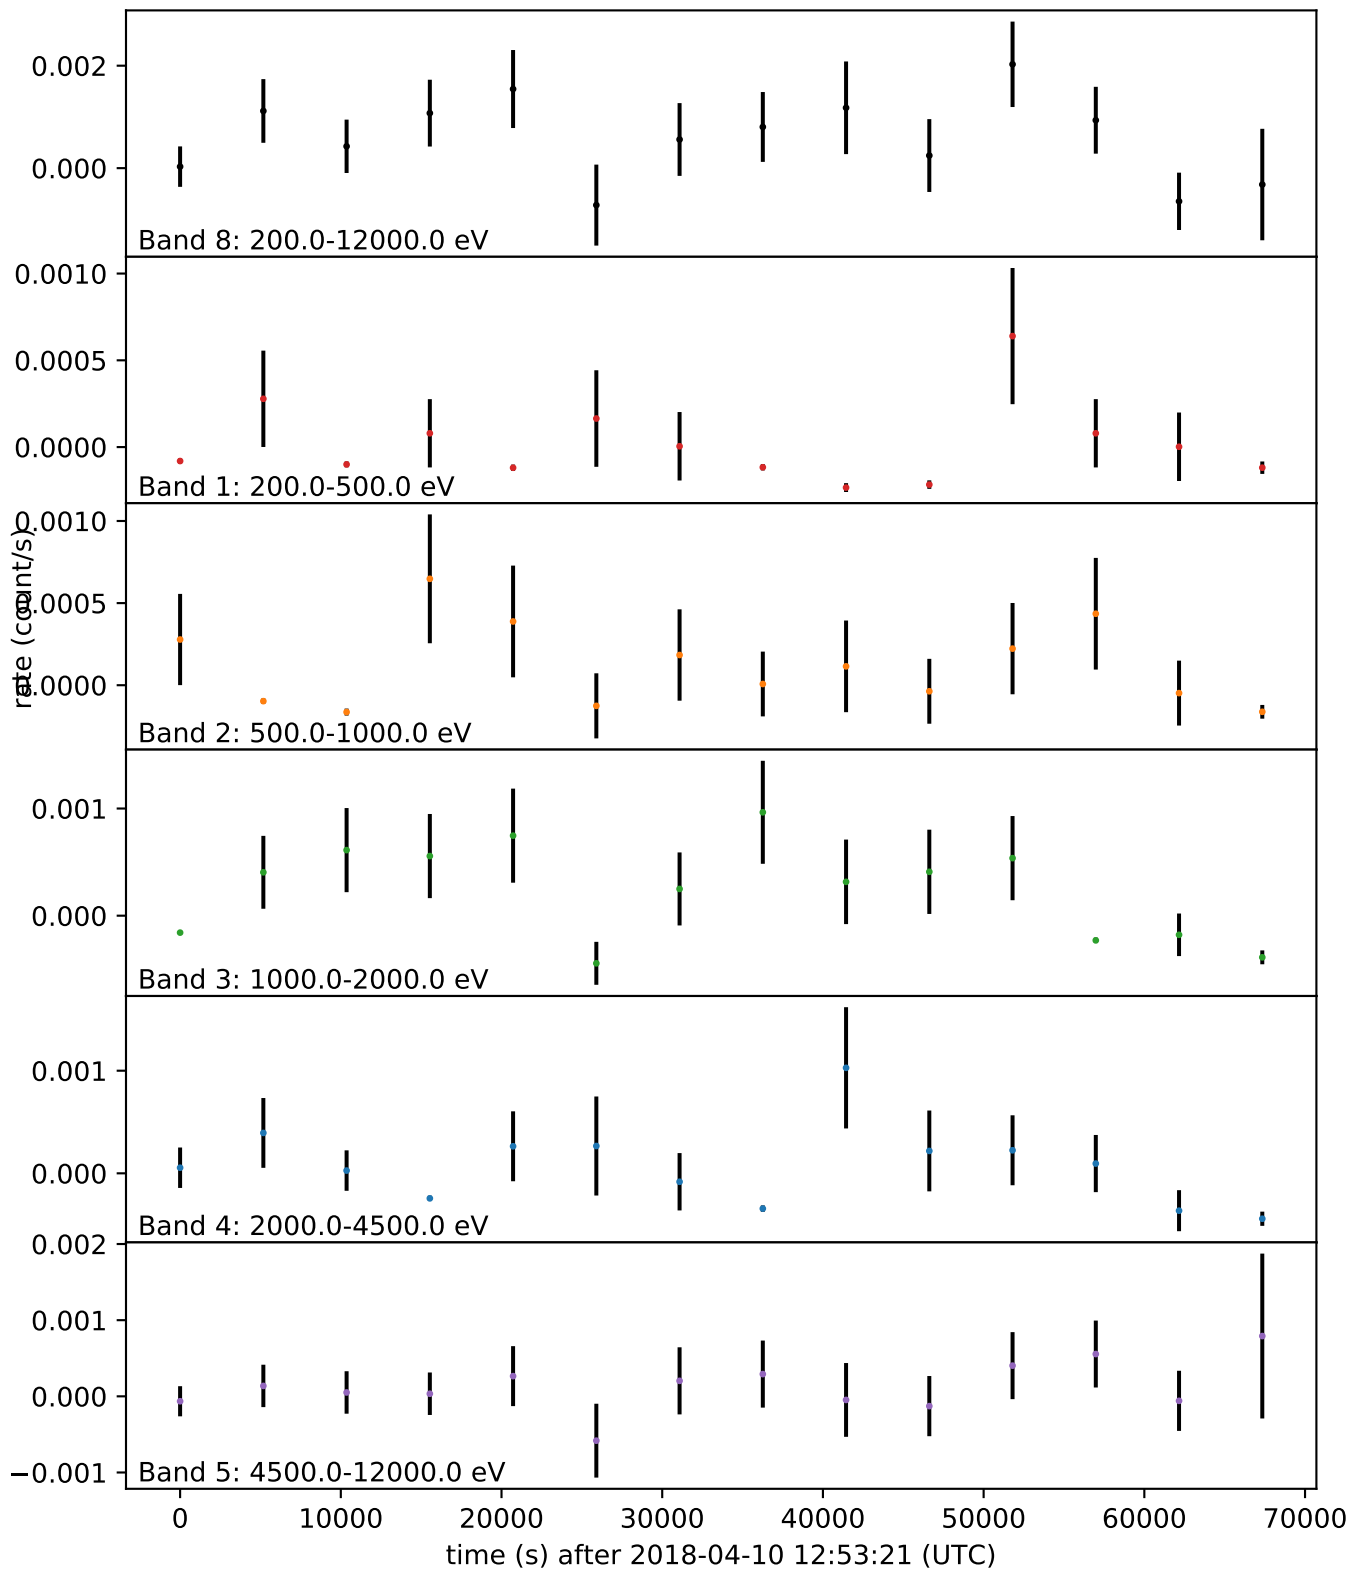 0.002
0.000
Band 8: 200.0-12000.0 eV
0.0010
0.0005
0.0000
Band 1: 200.0-500.0 eV
rate (count/s)
0.0010
0.0005
0.0000
Band 2: 500.0-1000.0 eV
0.001
0.000
Band 3: 1000.0-2000.0 eV
0.001
0.000
Band 4: 2000.0-4500.0 eV
0.002
0.001
0.000
−0.001
Band 5: 4500.0-12000.0 eV
0 10000 20000 30000 40000 50000 60000 70000
time (s) after 2018-04-10 12:53:21 (UTC)